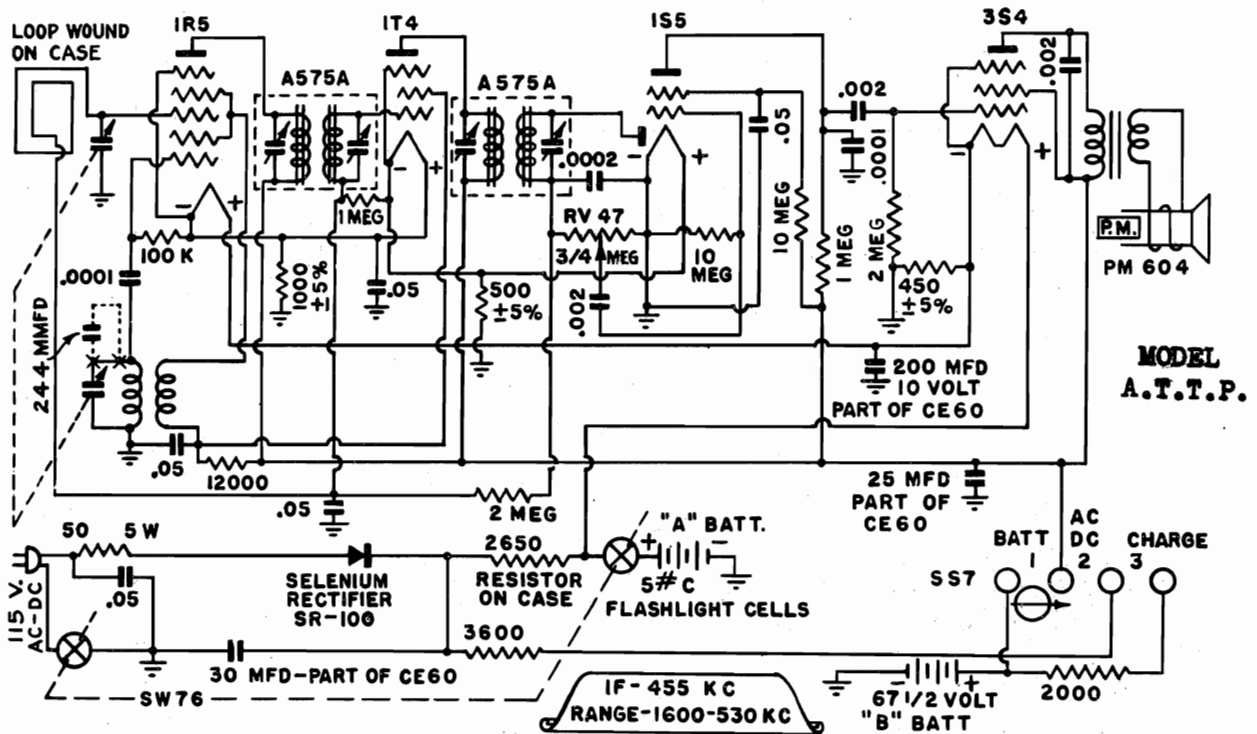 LOOP WOUND
ON CASE
1R5
1T4
1S5
3S4
A575A
A575A
.002
.002
.0001
.05
-
+
-
+
-
+
-
+
.0002
1 MEG
100 K
.0001
RV 47
3/4 MEG
10
MEG
10 MEG
1 MEG
2 MEG
P.M.
PM 604
1000
±5%
.05
500
±5%
.002
450
±5%
244 MMFD
200 MFD
10 VOLT
PART OF CE60
MODEL
A.T.T.P.
.05
12000
.05
2 MEG
25 MFD
PART OF
CE60
115 V.
AC-DC
50 5W
.05
SELENIUM
RECTIFIER
SR-100
2650
RESISTOR
ON CASE
"A" BATT.
+
-
5#C
FLASHLIGHT CELLS
BATT
1
AC
DC
2
CHARGE
3
SS7
30 MFD-PART OF CE60
3600
SW76
IF-455 KC
RANGE-1600-530 KC
-
+
67 1/2 VOLT
"B" BATT
2000